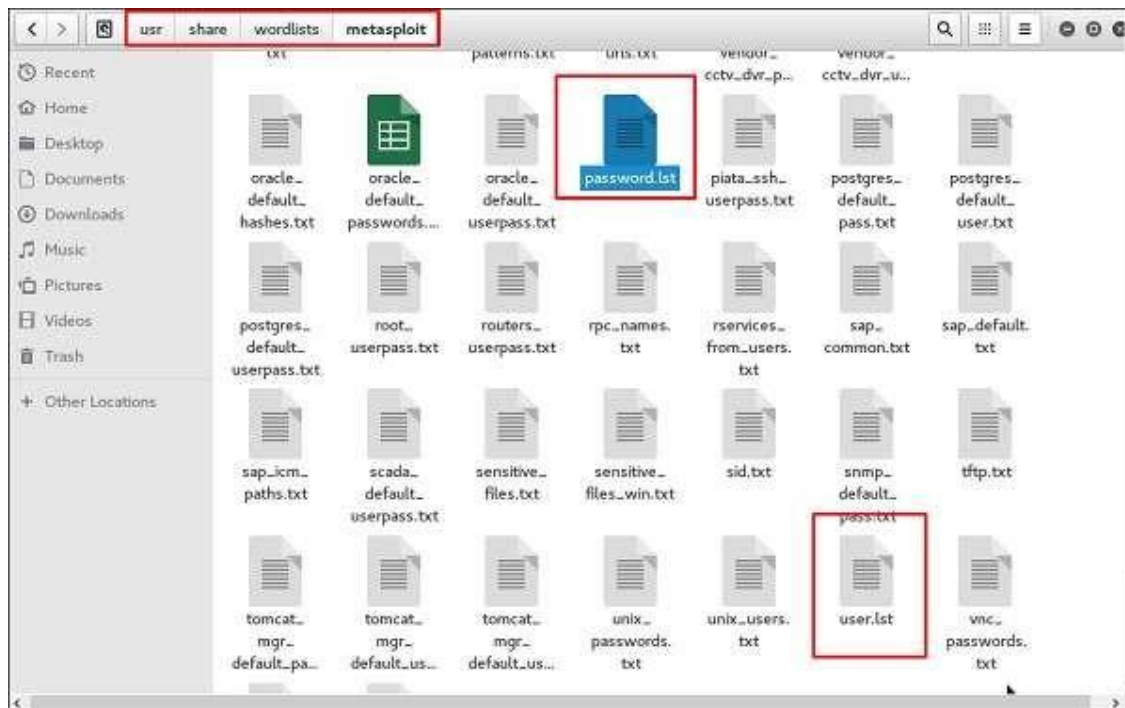 usr share wordlists metasploit
Recent
Home
Desktop
Documents
Downloads
Music
Pictures
Videos
Trash
+ Other Locations
txt
patterns.txt
urls.txt
vendor_
cctv_dvr_p...
vendor_
cctv_dvr_u...
oracle_
default_
hashes.txt
oracle_
default_
passwords....
oracle_
default_
userpass.txt
password.lst
piata_ssh_
userpass.txt
postgres_
default_
pass.txt
postgres_
default_
user.txt
postgres_
default_
userpass.txt
root_
userpass.txt
routers_
userpass.txt
rpc_names.
txt
rservices_
from_users.
txt
sap_
common.txt
sap_default.
txt
sap_icm_
paths.txt
scada_
default_
userpass.txt
sensitive_
files.txt
sensitive_
files_win.txt
sid.txt
snmp_
default_
pass.txt
tftp.txt
tomcat_
mgr_
default_pa...
tomcat_
mgr_
default_us...
tomcat_
mgr_
default_us...
unix_
passwords.
txt
unix_users.
txt
user.lst
vnc_
passwords.
txt